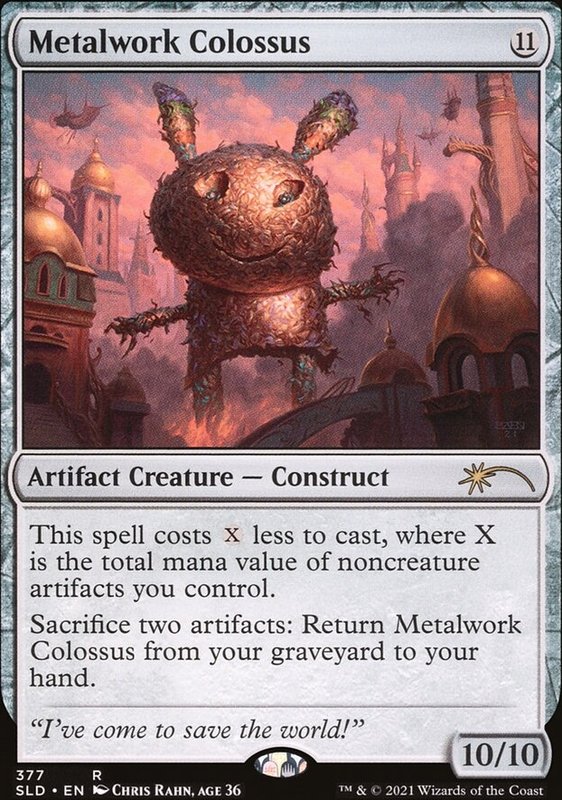 Metalwork Colossus 11
Artifact Creature — Construct
This spell costs X less to cast, where X
is the total mana value of noncreature
artifacts you control.
Sacrifice two artifacts: Return Metalwork
Colossus from your graveyard to your
hand.
“I’ve come to save the world!”
10/10
377 R
SLD • EN Chris Rahn, age 36
™ & © 2021 Wizards of the Coast